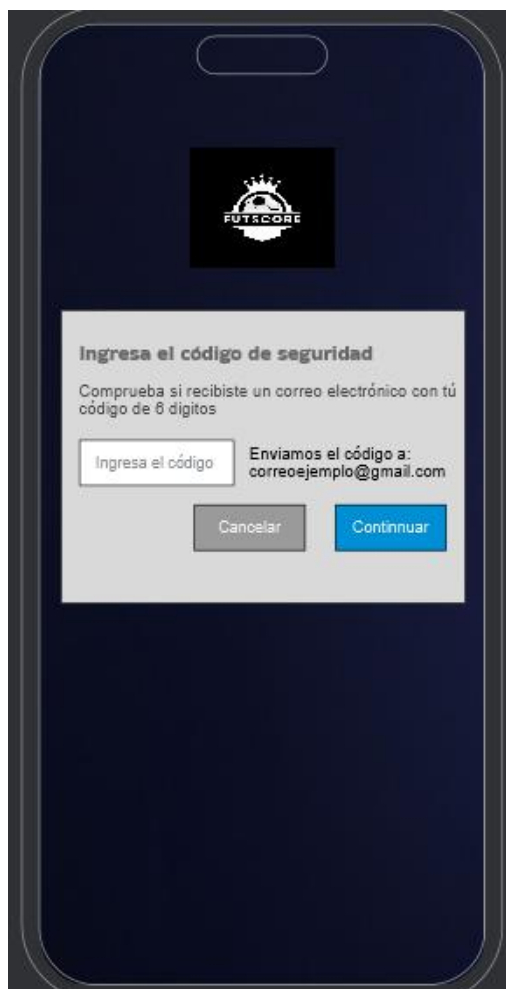 FUTSCORE
Ingresa el código de seguridad
Comprueba si recibiste un correo electrónico con tú
código de 6 digitos
Ingresa el código
Enviamos el código a:
correoejemplo@gmail.com
Cancelar
Continnuar